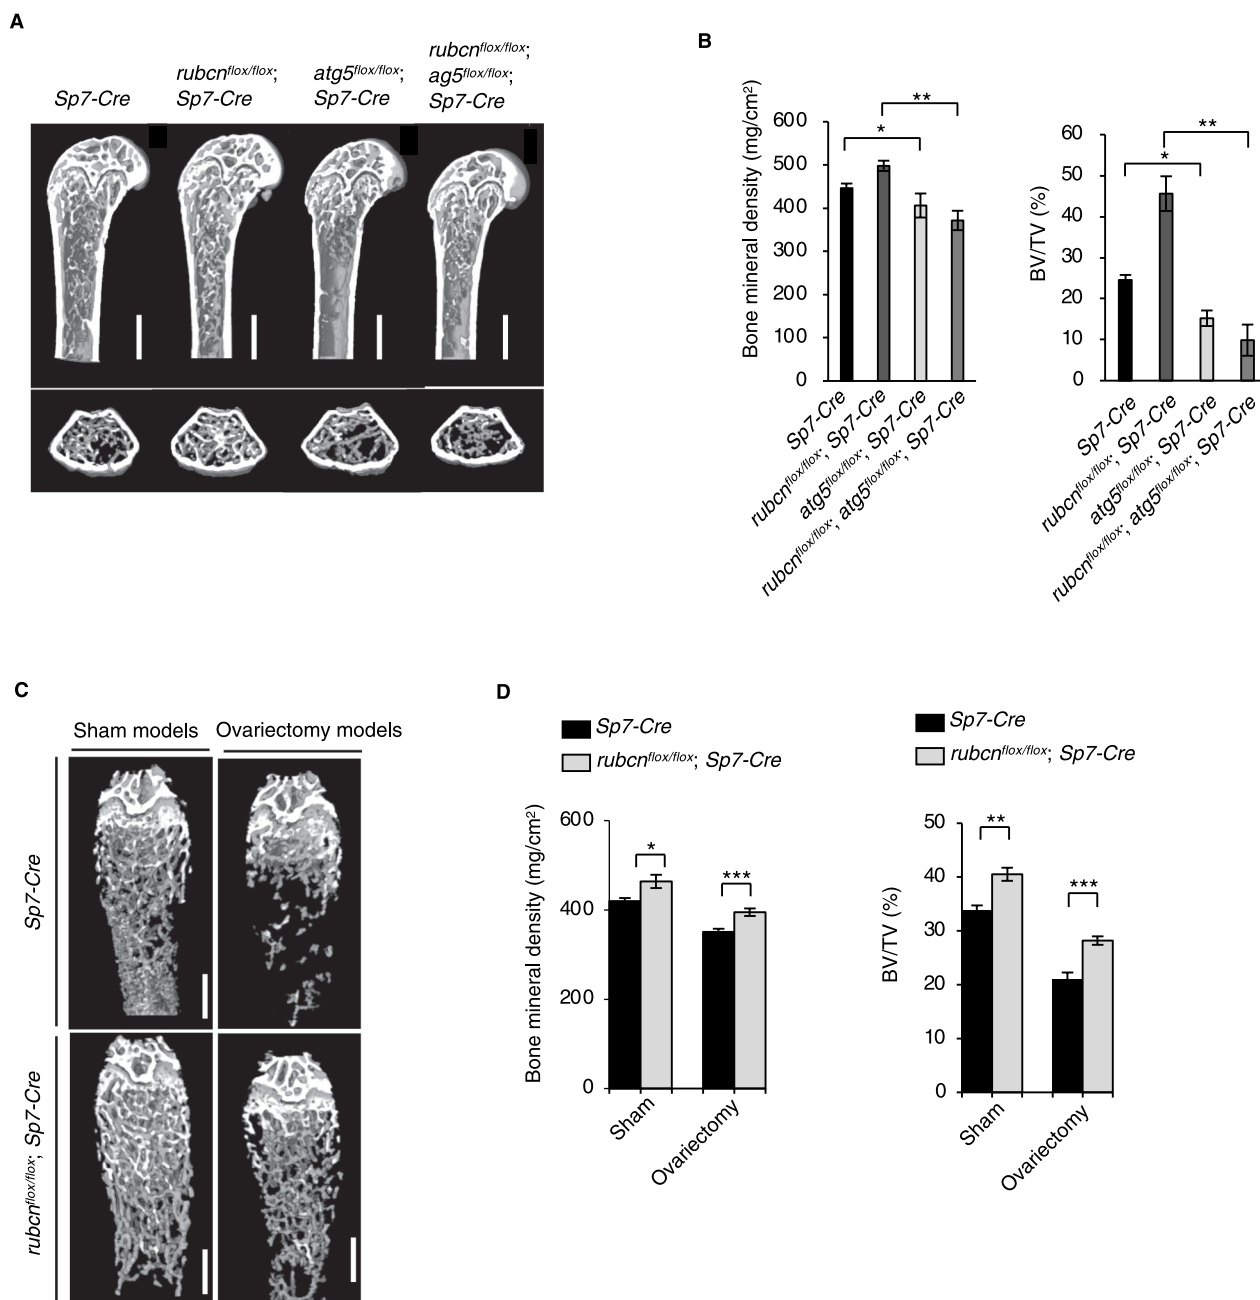 A
Sp7-Cre
rubcnflox/flox;
Sp7-Cre
atg5flox/flox;
Sp7-Cre
rubcnflox/flox;
ag5flox/flox;
Sp7-Cre
B
Bone mineral density (mg/cm2)
600
500
400
300
200
100
0
*
**
Sp7-Cre
rubcnflox/flox; Sp7-Cre
atg5flox/flox; Sp7-Cre
rubcnflox/flox; atg5flox/flox; Sp7-Cre
BV/TV (%)
60
50
40
30
20
10
0
*
**
Sp7-Cre
rubcnflox/flox; Sp7-Cre
atg5flox/flox; Sp7-Cre
rubcnflox/flox; atg5flox/flox; Sp7-Cre
C
Sham models
Ovariectomy models
Sp7-Cre
rubcnflox/flox; Sp7-Cre
D
Sp7-Cre
rubcnflox/flox; Sp7-Cre
Bone mineral density (mg/cm2)
600
400
200
0
*
***
Sham
Ovariectomy
Sp7-Cre
rubcnflox/flox; Sp7-Cre
BV/TV (%)
50
40
30
20
10
0
**
***
Sham
Ovariectomy